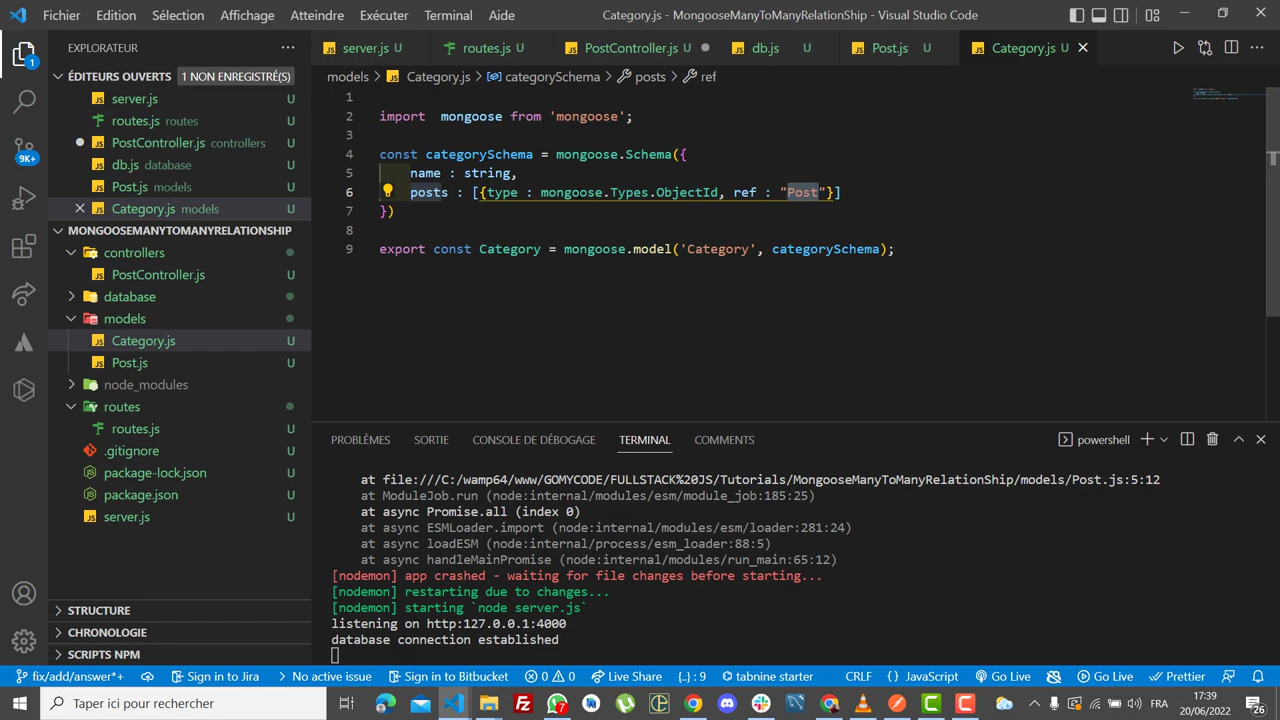 Fichier Edition Sélection Affichage Atteindre Exécuter Terminal Aide Category.js - MongooseManyToManyRelationShip - Visual Studio Code
EXPLORATEUR
ÉDITEURS OUVERTS 1 NON ENREGISTRÉ(S)
server.js U
routes.js routes U
PostController.js controllers U
db.js database U
Post.js models U
Category.js models U
MONGOOSEMANYTOMANYRELATIONSHIP
controllers
PostController.js U
database
models
Category.js U
Post.js U
node_modules
routes
routes.js U
.gitignore U
package-lock.json U
package.json U
server.js U
STRUCTURE
CHRONOLOGIE
SCRIPTS NPM
1
9K+
server.js U routes.js U PostController.js U db.js U Post.js U Category.js U
models > Category.js > categorySchema > posts > ref
1
2 import  mongoose from 'mongoose';
3
4 const categorySchema = mongoose.Schema({
5 name : string,
6 posts : [{type : mongoose.Types.ObjectId, ref : "Post"}]
7 })
8
9 export const Category = mongoose.model('Category', categorySchema);
PROBLÈMES SORTIE CONSOLE DE DÉBOGAGE TERMINAL COMMENTS powershell
at file:///C:/wamp64/www/GOMYCODE/FULLSTACK%20JS/Tutorials/MongooseManyToManyRelationShip/models/Post.js:5:12
at ModuleJob.run (node:internal/modules/esm/module_job:185:25)
at async Promise.all (index 0)
at async ESMLoader.import (node:internal/modules/esm/loader:281:24)
at async loadESM (node:internal/process/esm_loader:88:5)
at async handleMainPromise (node:internal/modules/run_main:65:12)
[nodemon] app crashed - waiting for file changes before starting...
[nodemon] restarting due to changes...
[nodemon] starting `node server.js`
listening on http:127.0.0.1:4000
database connection established
fix/add/answer*+ Sign in to Jira No active issue Sign in to Bitbucket 0 0 Live Share {..} : 9 tabnine starter CRLF {} JavaScript Go Live Go Live Prettier
Taper ici pour rechercher 7 FRA 17:39
20/06/2022 26